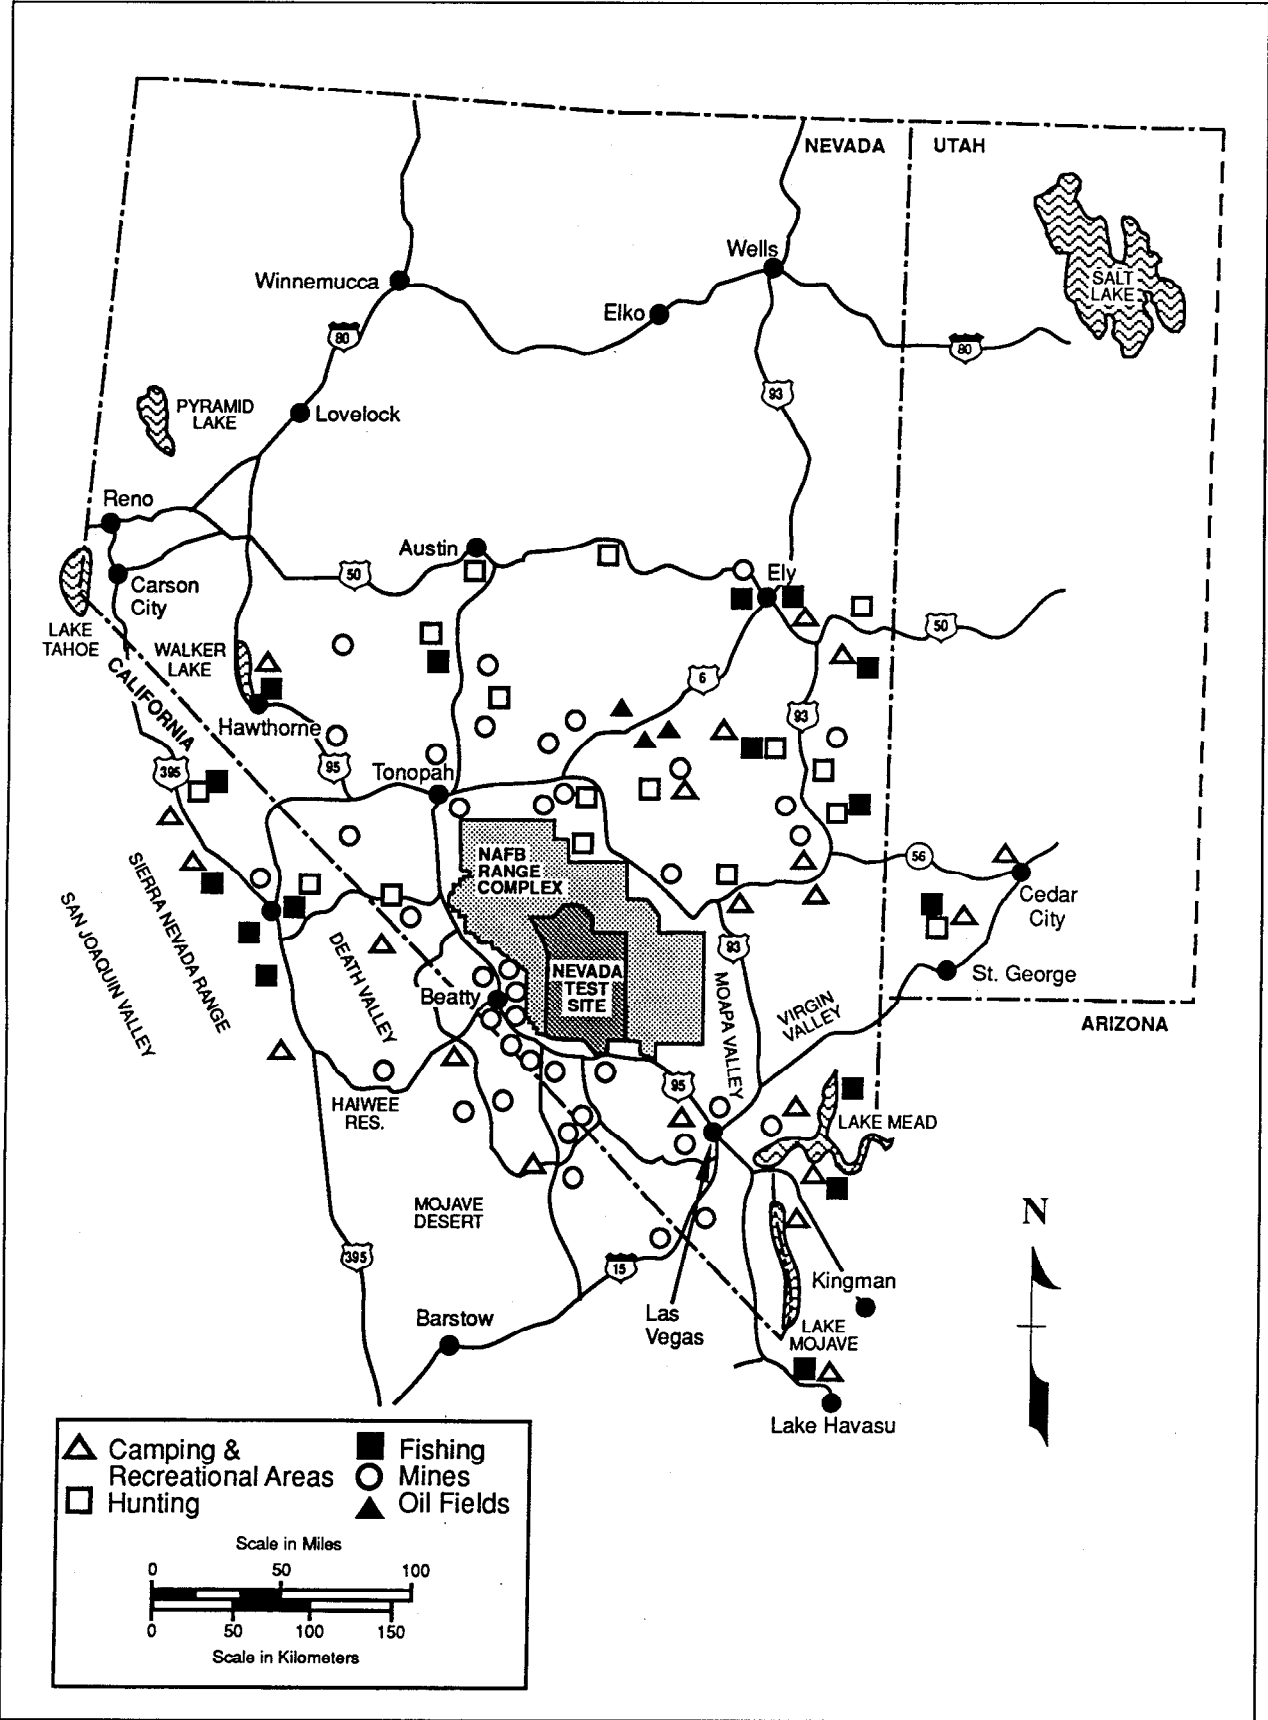 NEVADA
UTAH
Wells
SALT
LAKE
Winnemucca
Elko
80
80
93
PYRAMID
LAKE
Lovelock
Reno
Austin
Ely
50
Carson
City
50
LAKE
TAHOE
WALKER
LAKE
CALIFORNIA
6
93
Hawthorne
395
95
Tonopah
SIERRA NEVADA RANGE
SAN JOAQUIN VALLEY
NAFB
RANGE
COMPLEX
56
Cedar
City
DEATH VALLEY
93
NEVADA
TEST
SITE
Beatty
St. George
MOAPA VALLEY
VIRGIN
VALLEY
ARIZONA
95
HAIWEE
RES.
LAKE MEAD
MOJAVE
DESERT
N
395
15
Kingman
Las
Vegas
Barstow
LAKE
MOJAVE
Lake Havasu
Camping &
Recreational Areas
Hunting
Fishing
Mines
Oil Fields
Scale in Miles
0 50 100
0 50 100 150
Scale in Kilometers